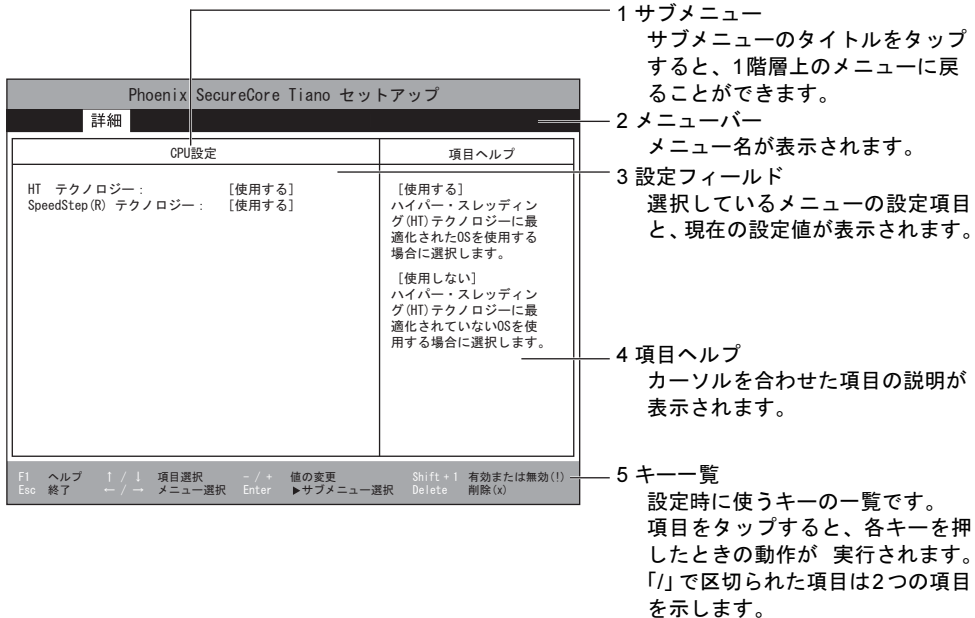 Phoenix SecureCore Tiano セットアップ
詳細
CPU設定
項目ヘルプ
HT テクノロジー： [使用する]
SpeedStep(R) テクノロジー： [使用する]
[使用する]
ハイパー・スレッディン
グ(HT)テクノロジーに最
適化されたOSを使用する
場合に選択します。
[使用しない]
ハイパー・スレッディン
グ(HT)テクノロジーに最
適化されていないOSを使
用する場合に選択します。
F1 ヘルプ ↑/↓ 項目選択 -/+ 値の変更 Shift+1 有効または無効(!)
Esc 終了 ←/→ メニュー選択 Enter ▶サブメニュー選択 Delete 削除(x)
1 サブメニュー
サブメニューのタイトルをタップ
すると、1階層上のメニューに戻
ることができます。
2 メニューバー
メニュー名が表示されます。
3 設定フィールド
選択しているメニューの設定項目
と、現在の設定値が表示されます。
4 項目ヘルプ
カーソルを合わせた項目の説明が
表示されます。
5 キー一覧
設定時に使うキーの一覧です。
項目をタップすると、各キーを押
したときの動作が 実行されます。
「/」で区切られた項目は2つの項目
を示します。